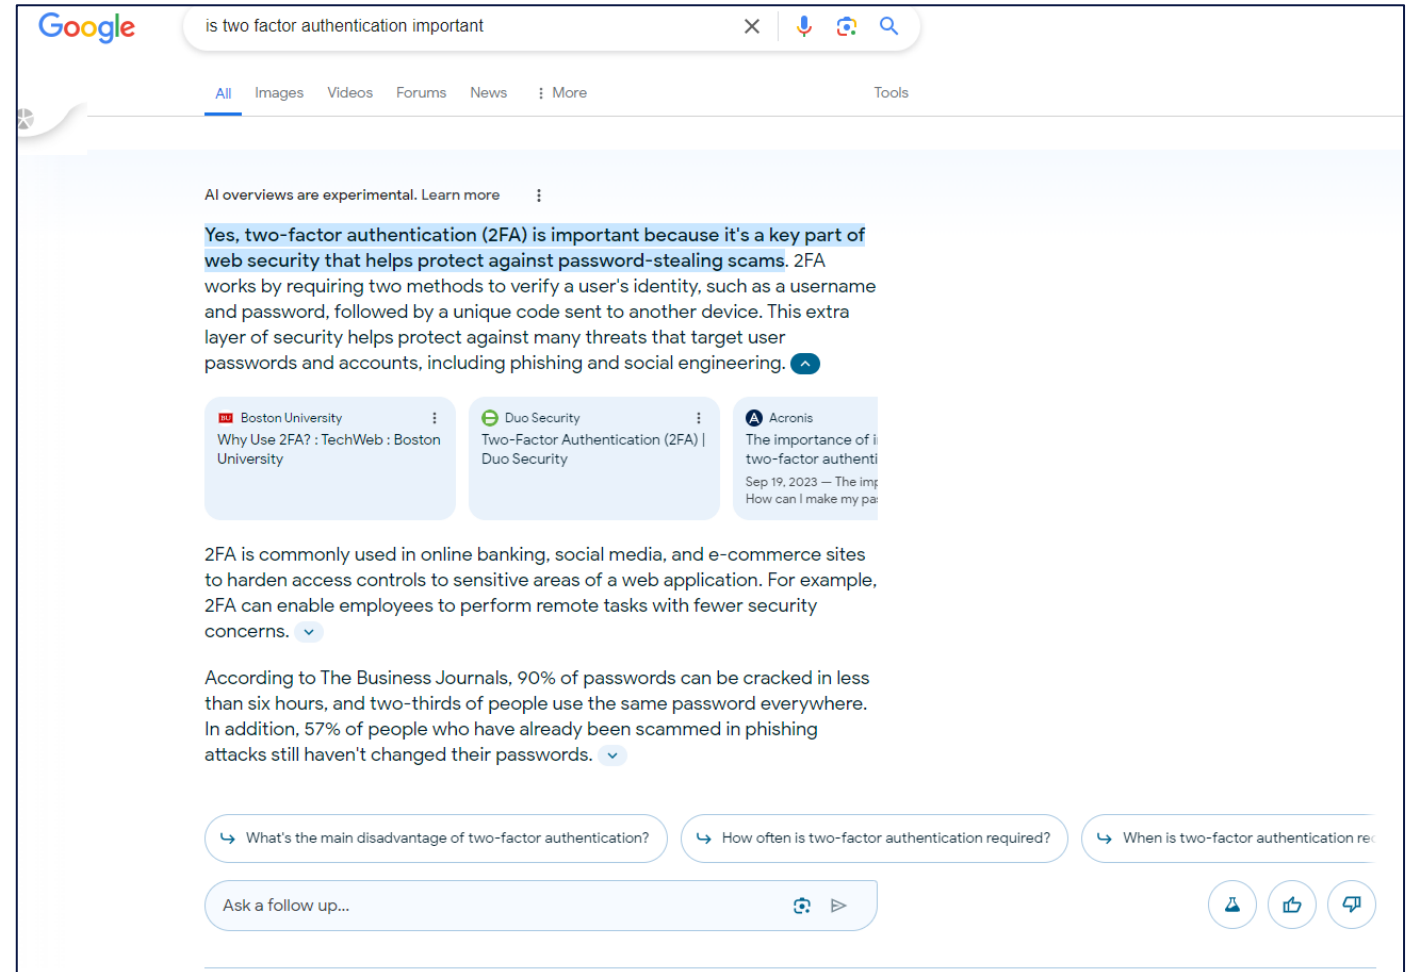 Google
is two factor authentication important
All Images Videos Forums News More Tools
AI overviews are experimental. Learn more
Yes, two-factor authentication (2FA) is important because it's a key part of
web security that helps protect against password-stealing scams. 2FA
works by requiring two methods to verify a user's identity, such as a username
and password, followed by a unique code sent to another device. This extra
layer of security helps protect against many threats that target user
passwords and accounts, including phishing and social engineering.
BU Boston University
Why Use 2FA? : TechWeb : Boston
University
Duo Security
Two-Factor Authentication (2FA) |
Duo Security
Acronis
The importance of
two-factor
Sep 19, 2023 — The
How can I make my
2FA is commonly used in online banking, social media, and e-commerce sites
to harden access controls to sensitive areas of a web application. For example,
2FA can enable employees to perform remote tasks with fewer security
concerns.
According to The Business Journals, 90% of passwords can be cracked in less
than six hours, and two-thirds of people use the same password everywhere.
In addition, 57% of people who have already been scammed in phishing
attacks still haven't changed their passwords.
What's the main disadvantage of two-factor authentication?
How often is two-factor authentication required?
When is two-factor authentication
Ask a follow up...